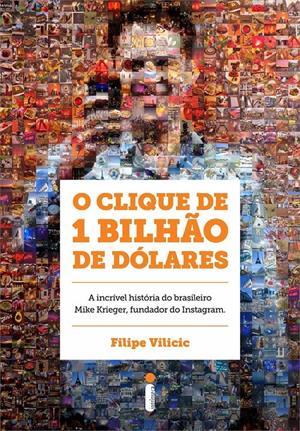 O CLIQUE DE
1 BILHÃO
DE DÓLARES
A incrível história do brasileiro
Mike Krieger, fundador do Instagram.
Filipe Vilicic